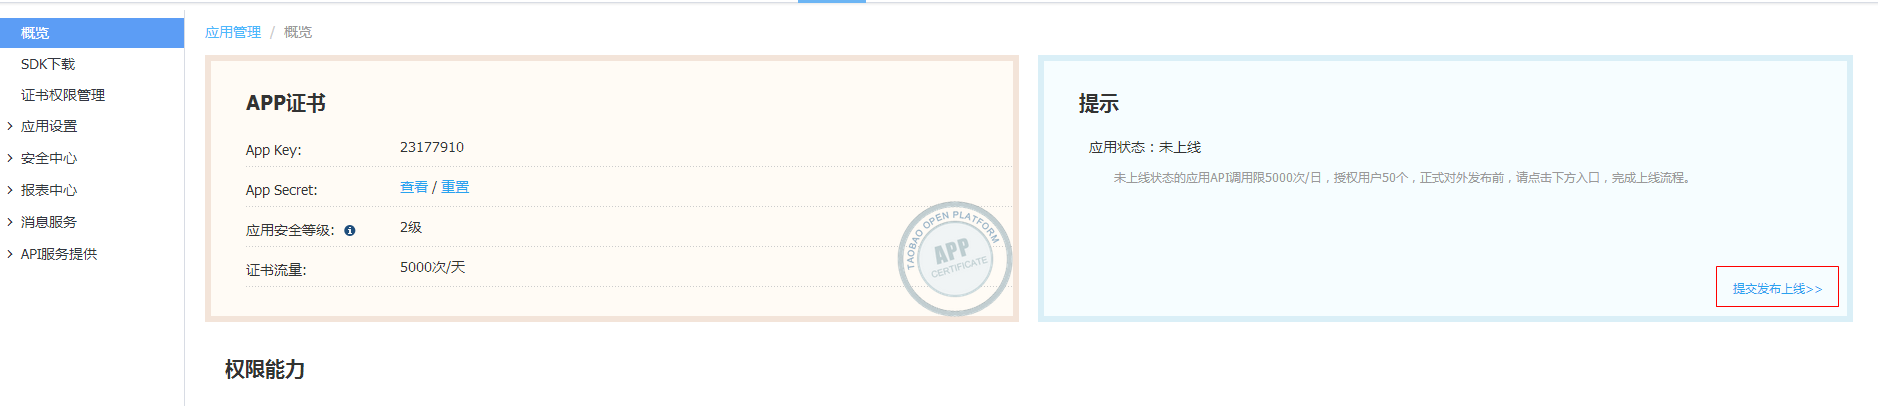 概览
SDK下载
证书权限管理
应用设置
安全中心
报表中心
消息服务
API服务提供
应用管理 / 概览
APP证书
App Key: 23177910
App Secret: 查看 / 重置
应用安全等级: 2级
证书流量: 5000次/天
TAOBAO OPEN PLATFORM
APP
CERTIFICATE
提示
应用状态：未上线
未上线状态的应用API调用限5000次/日，授权用户50个，正式对外发布前，请点击下方入口，完成上线流程。
提交发布上线>>
权限能力